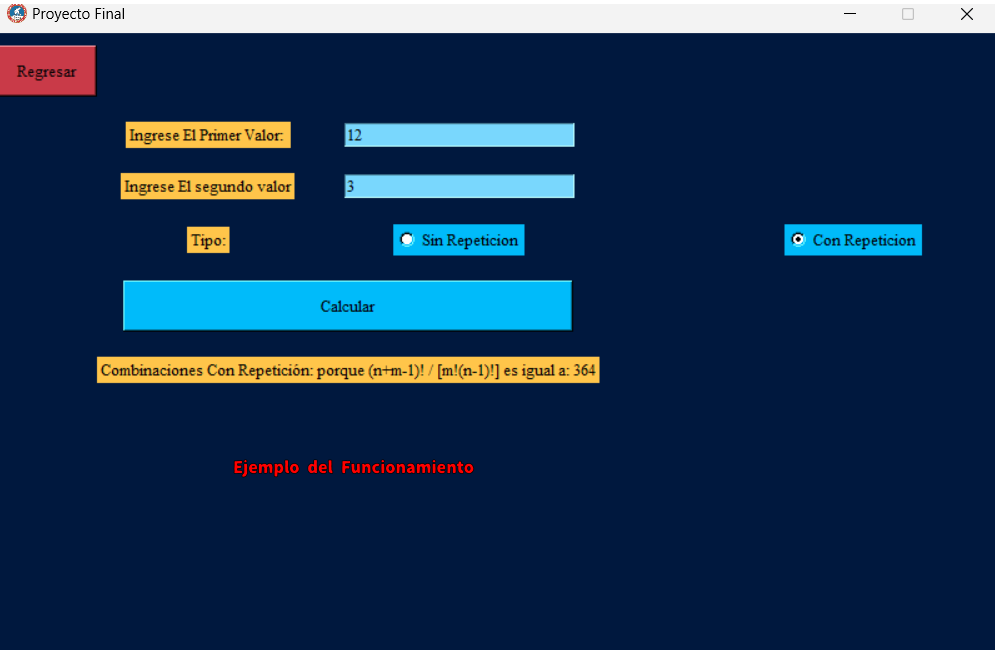 Proyecto Final
Regresar
Ingrese El Primer Valor: 12
Ingrese El segundo valor 3
Tipo: Sin Repeticion Con Repeticion
Calcular
Combinaciones Con Repetición: porque (n+m-1)! / [m!(n-1)!] es igual a: 364
Ejemplo del Funcionamiento